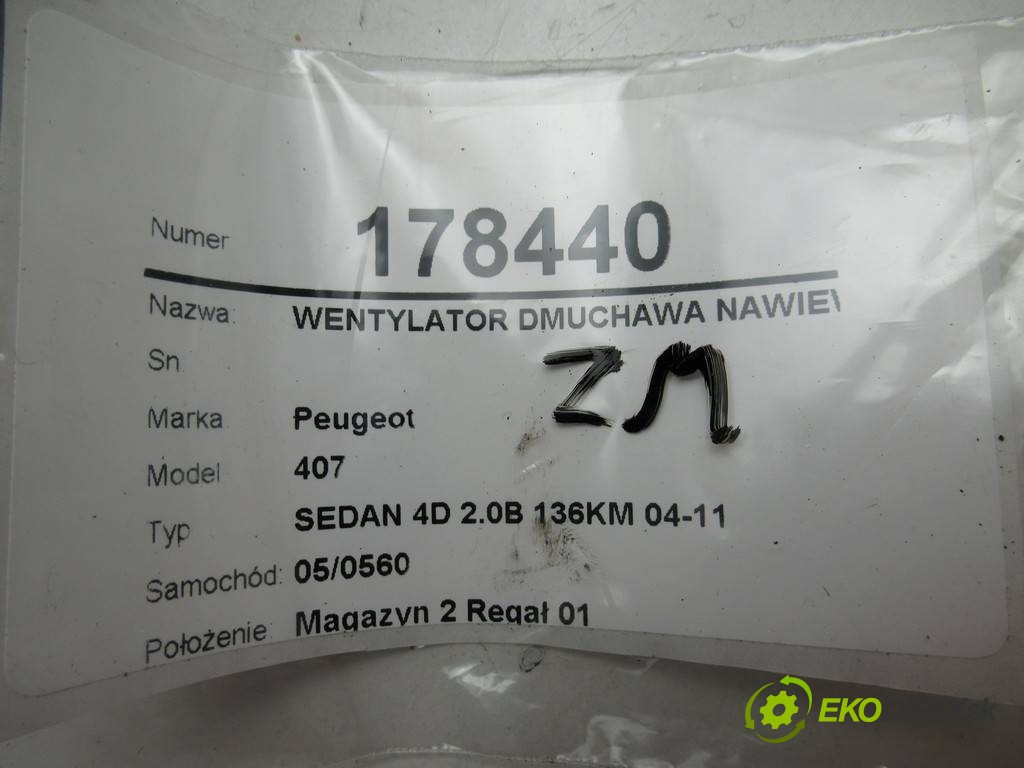 Numer 178440
Nazwa: WENTYLATOR DMUCHAWA NAWIEW
Sn
ZM
Marka Peugeot
Model 407
Typ SEDAN 4D 2.0B 136KM 04-11
Samochód: 05/0560
Położenie Magazyn 2 Regał 01
EKO